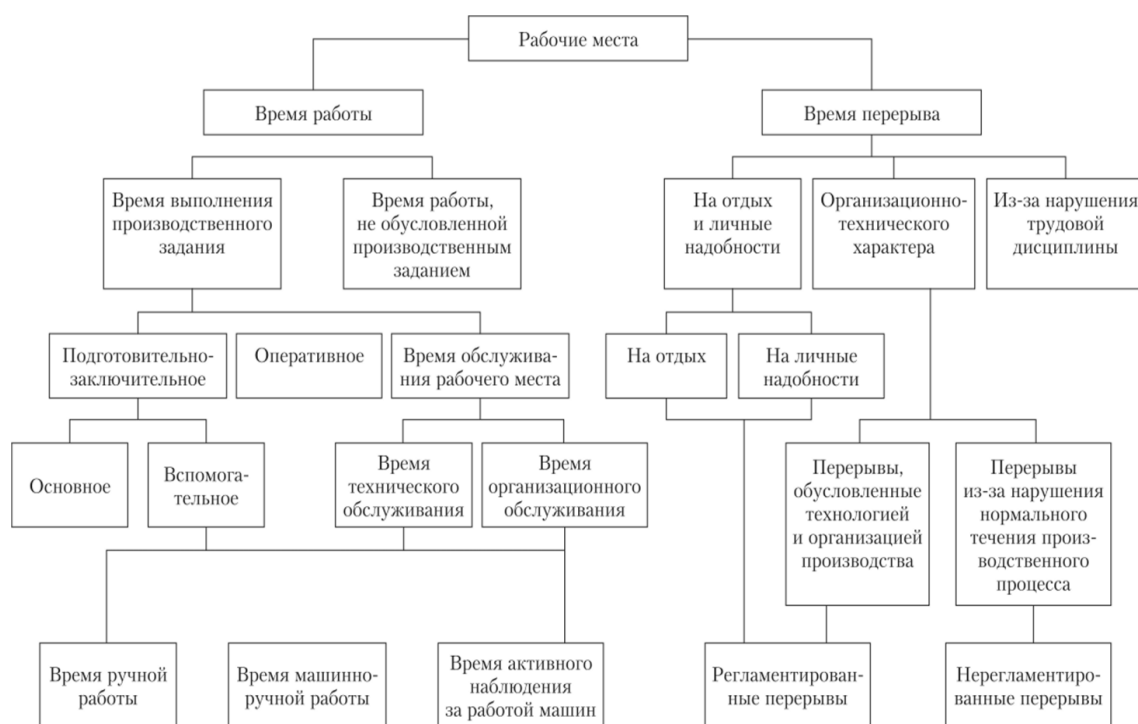 Рабочие места
Время работы
Время перерыва
Время выполнения
производственного
задания
Время работы,
не обусловленной
производственным
заданием
На отдых
и личные
надобности
Организационно-
технического
характера
Из-за нарушения
трудовой
дисциплины
Подготовительно-
заключительное
Оперативное
Время обслужива-
ния рабочего места
На отдых
На личные
надобности
Основное
Вспомога-
тельное
Время
технического
обслуживания
Время
организационного
обслуживания
Перерывы,
обусловленные
технологией
и организацией
производства
Перерывы
из-за нарушения
нормального
течения произ-
водственного
процесса
Время ручной
работы
Время машинно-
ручной работы
Время активного
наблюдения
за работой машин
Регламентирован-
ные перерывы
Нерегламентиро-
ванные перерывы